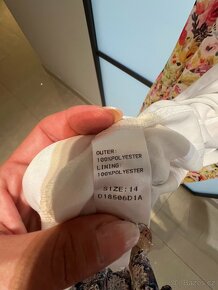 OUTER:
100%POLYESTER
LINING:
100%POLYESTER
SIZE:14
D18506D1A